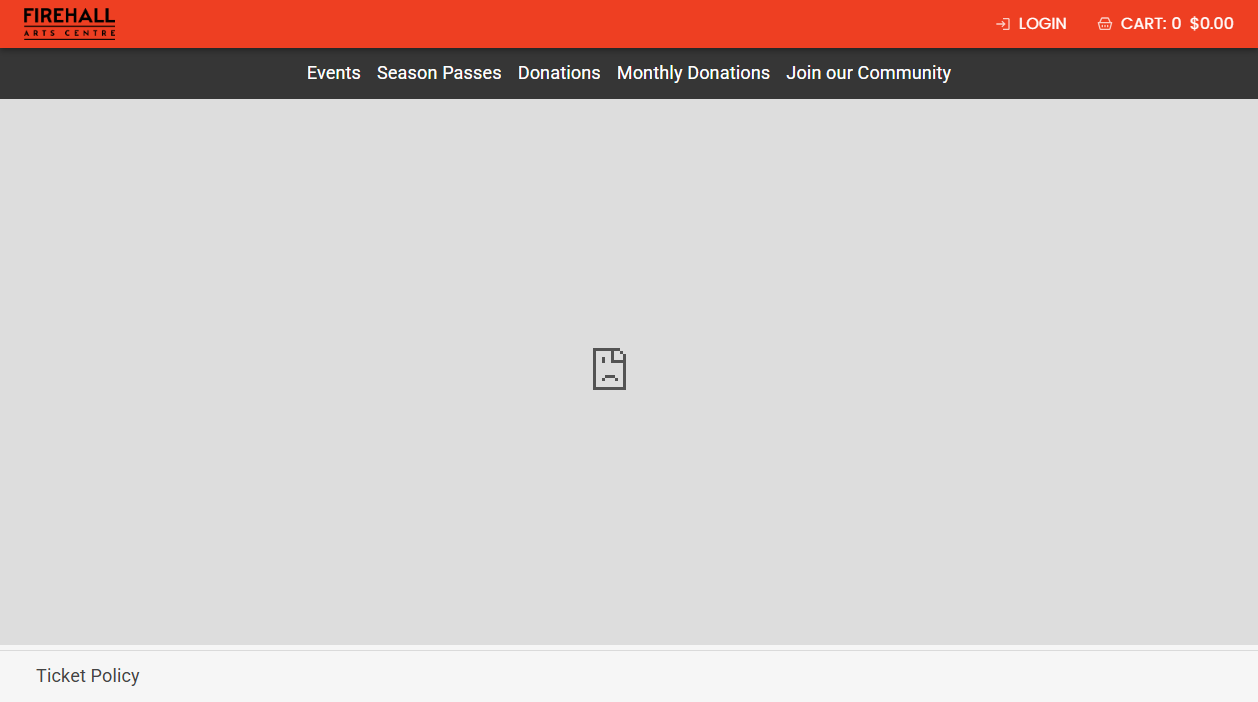 FIREHALL
ARTS CENTRE
LOGIN
CART: 0 $0.00
Events Season Passes Donations Monthly Donations Join our Community
Ticket Policy